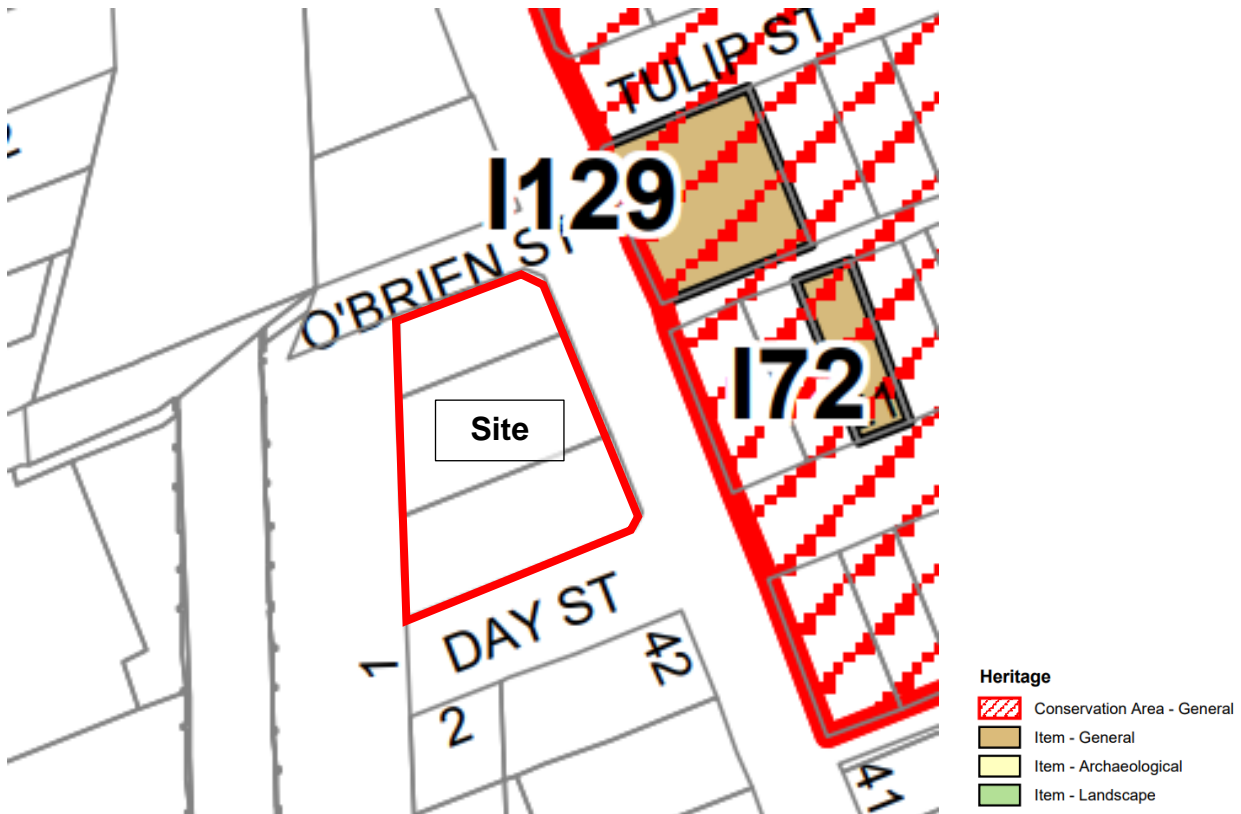 TULIP ST
I129
O'BRIEN ST
I72
Site
DAY ST
1
42
2
41
Heritage
Conservation Area - General
Item - General
Item - Archaeological
Item - Landscape